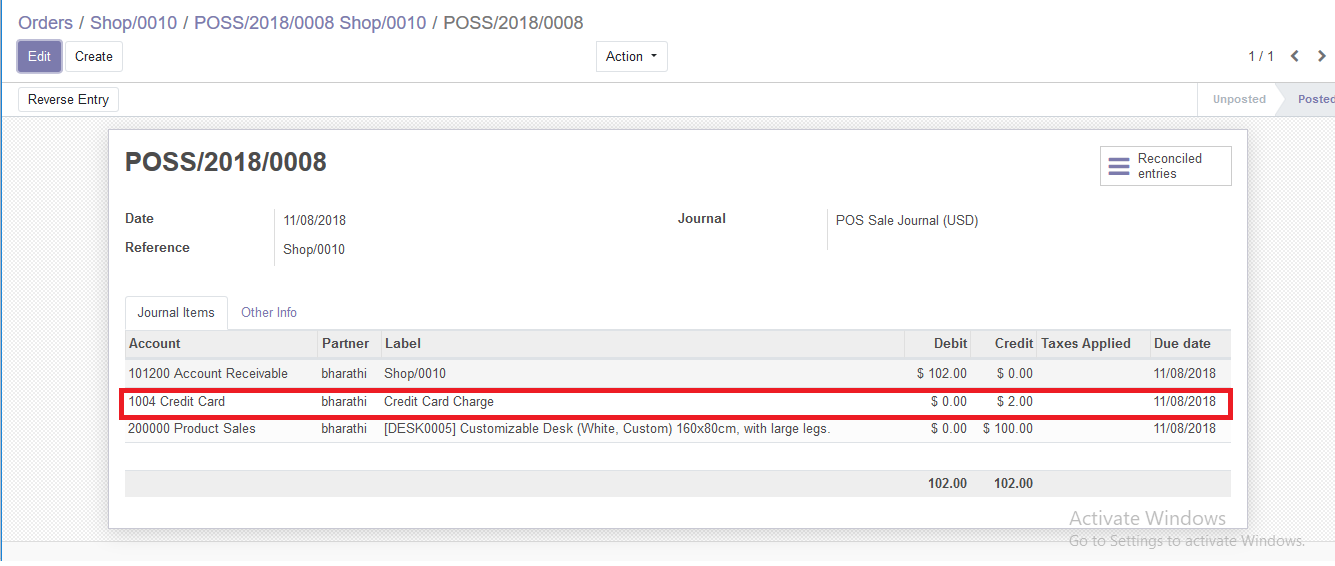 Orders / Shop/0010 / POSS/2018/0008 Shop/0010 / POSS/2018/0008
Edit Create Action 1 / 1
Reverse Entry Unposted Posted
POSS/2018/0008 Reconciled entries
Date 11/08/2018 Journal POS Sale Journal (USD)
Reference Shop/0010
Journal Items Other Info
Account Partner Label Debit Credit Taxes Applied Due date
101200 Account Receivable bharathi Shop/0010 $ 102.00 $ 0.00 11/08/2018
1004 Credit Card bharathi Credit Card Charge $ 0.00 $ 2.00 11/08/2018
200000 Product Sales bharathi [DESK0005] Customizable Desk (White, Custom) 160x80cm, with large legs. $ 0.00 $ 100.00 11/08/2018
102.00 102.00
Activate Windows
Go to Settings to activate Windows.